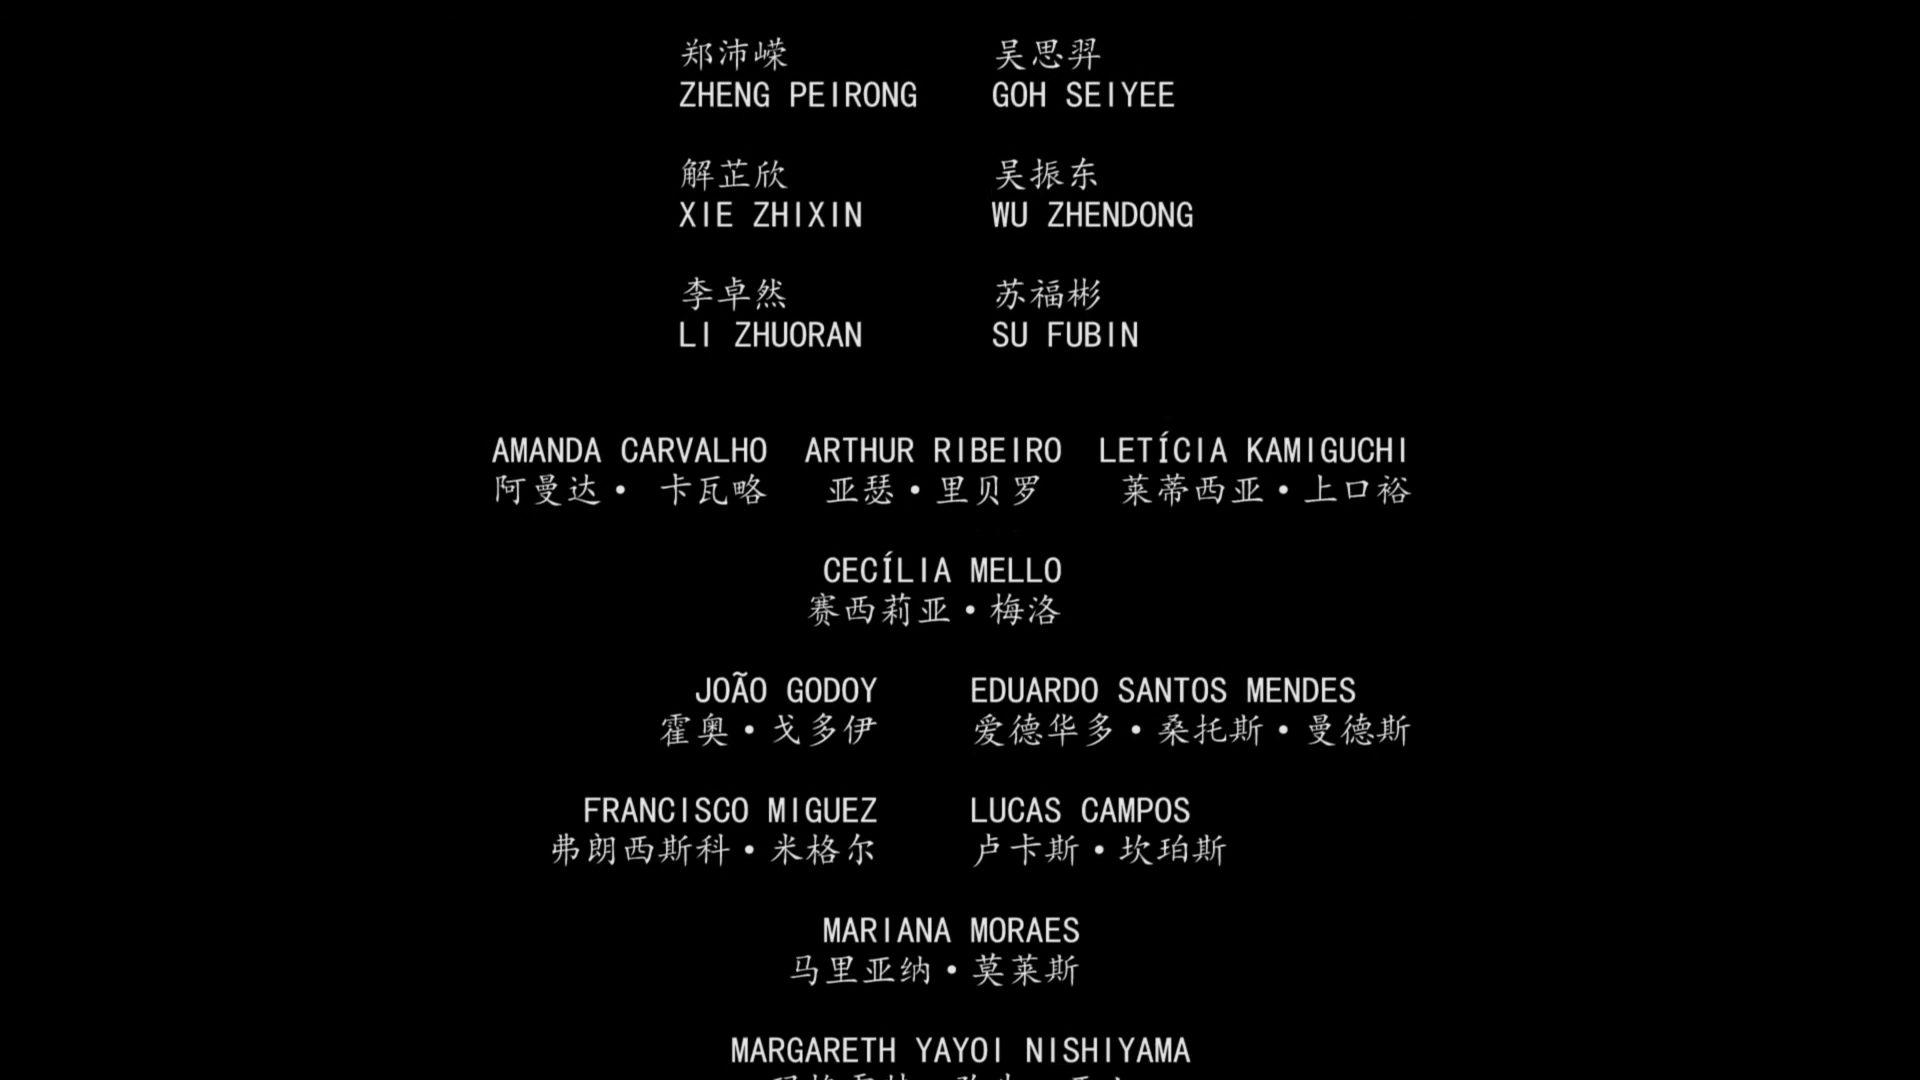 郑沛嵘 吴思羿
ZHENG PEIRONG GOH SEIYEE
解芷欣 吴振东
XIE ZHIXIN WU ZHENDONG
李卓然 苏福彬
LI ZHUORAN SU FUBIN
AMANDA CARVALHO ARTHUR RIBEIRO LETÍCIA KAMIGUCHI
阿曼达• 卡瓦略 亚瑟•里贝罗 莱蒂西亚•上口裕
CECÍLIA MELLO
赛西莉亚•梅洛
JOÃO GODOY EDUARDO SANTOS MENDES
霍奥•戈多伊 爱德华多•桑托斯•曼德斯
FRANCISCO MIGUEZ LUCAS CAMPOS
弗朗西斯科•米格尔 卢卡斯•坎珀斯
MARIANA MORAES
马里亚纳•莫莱斯
MARGARETH YAYOI NISHIYAMA